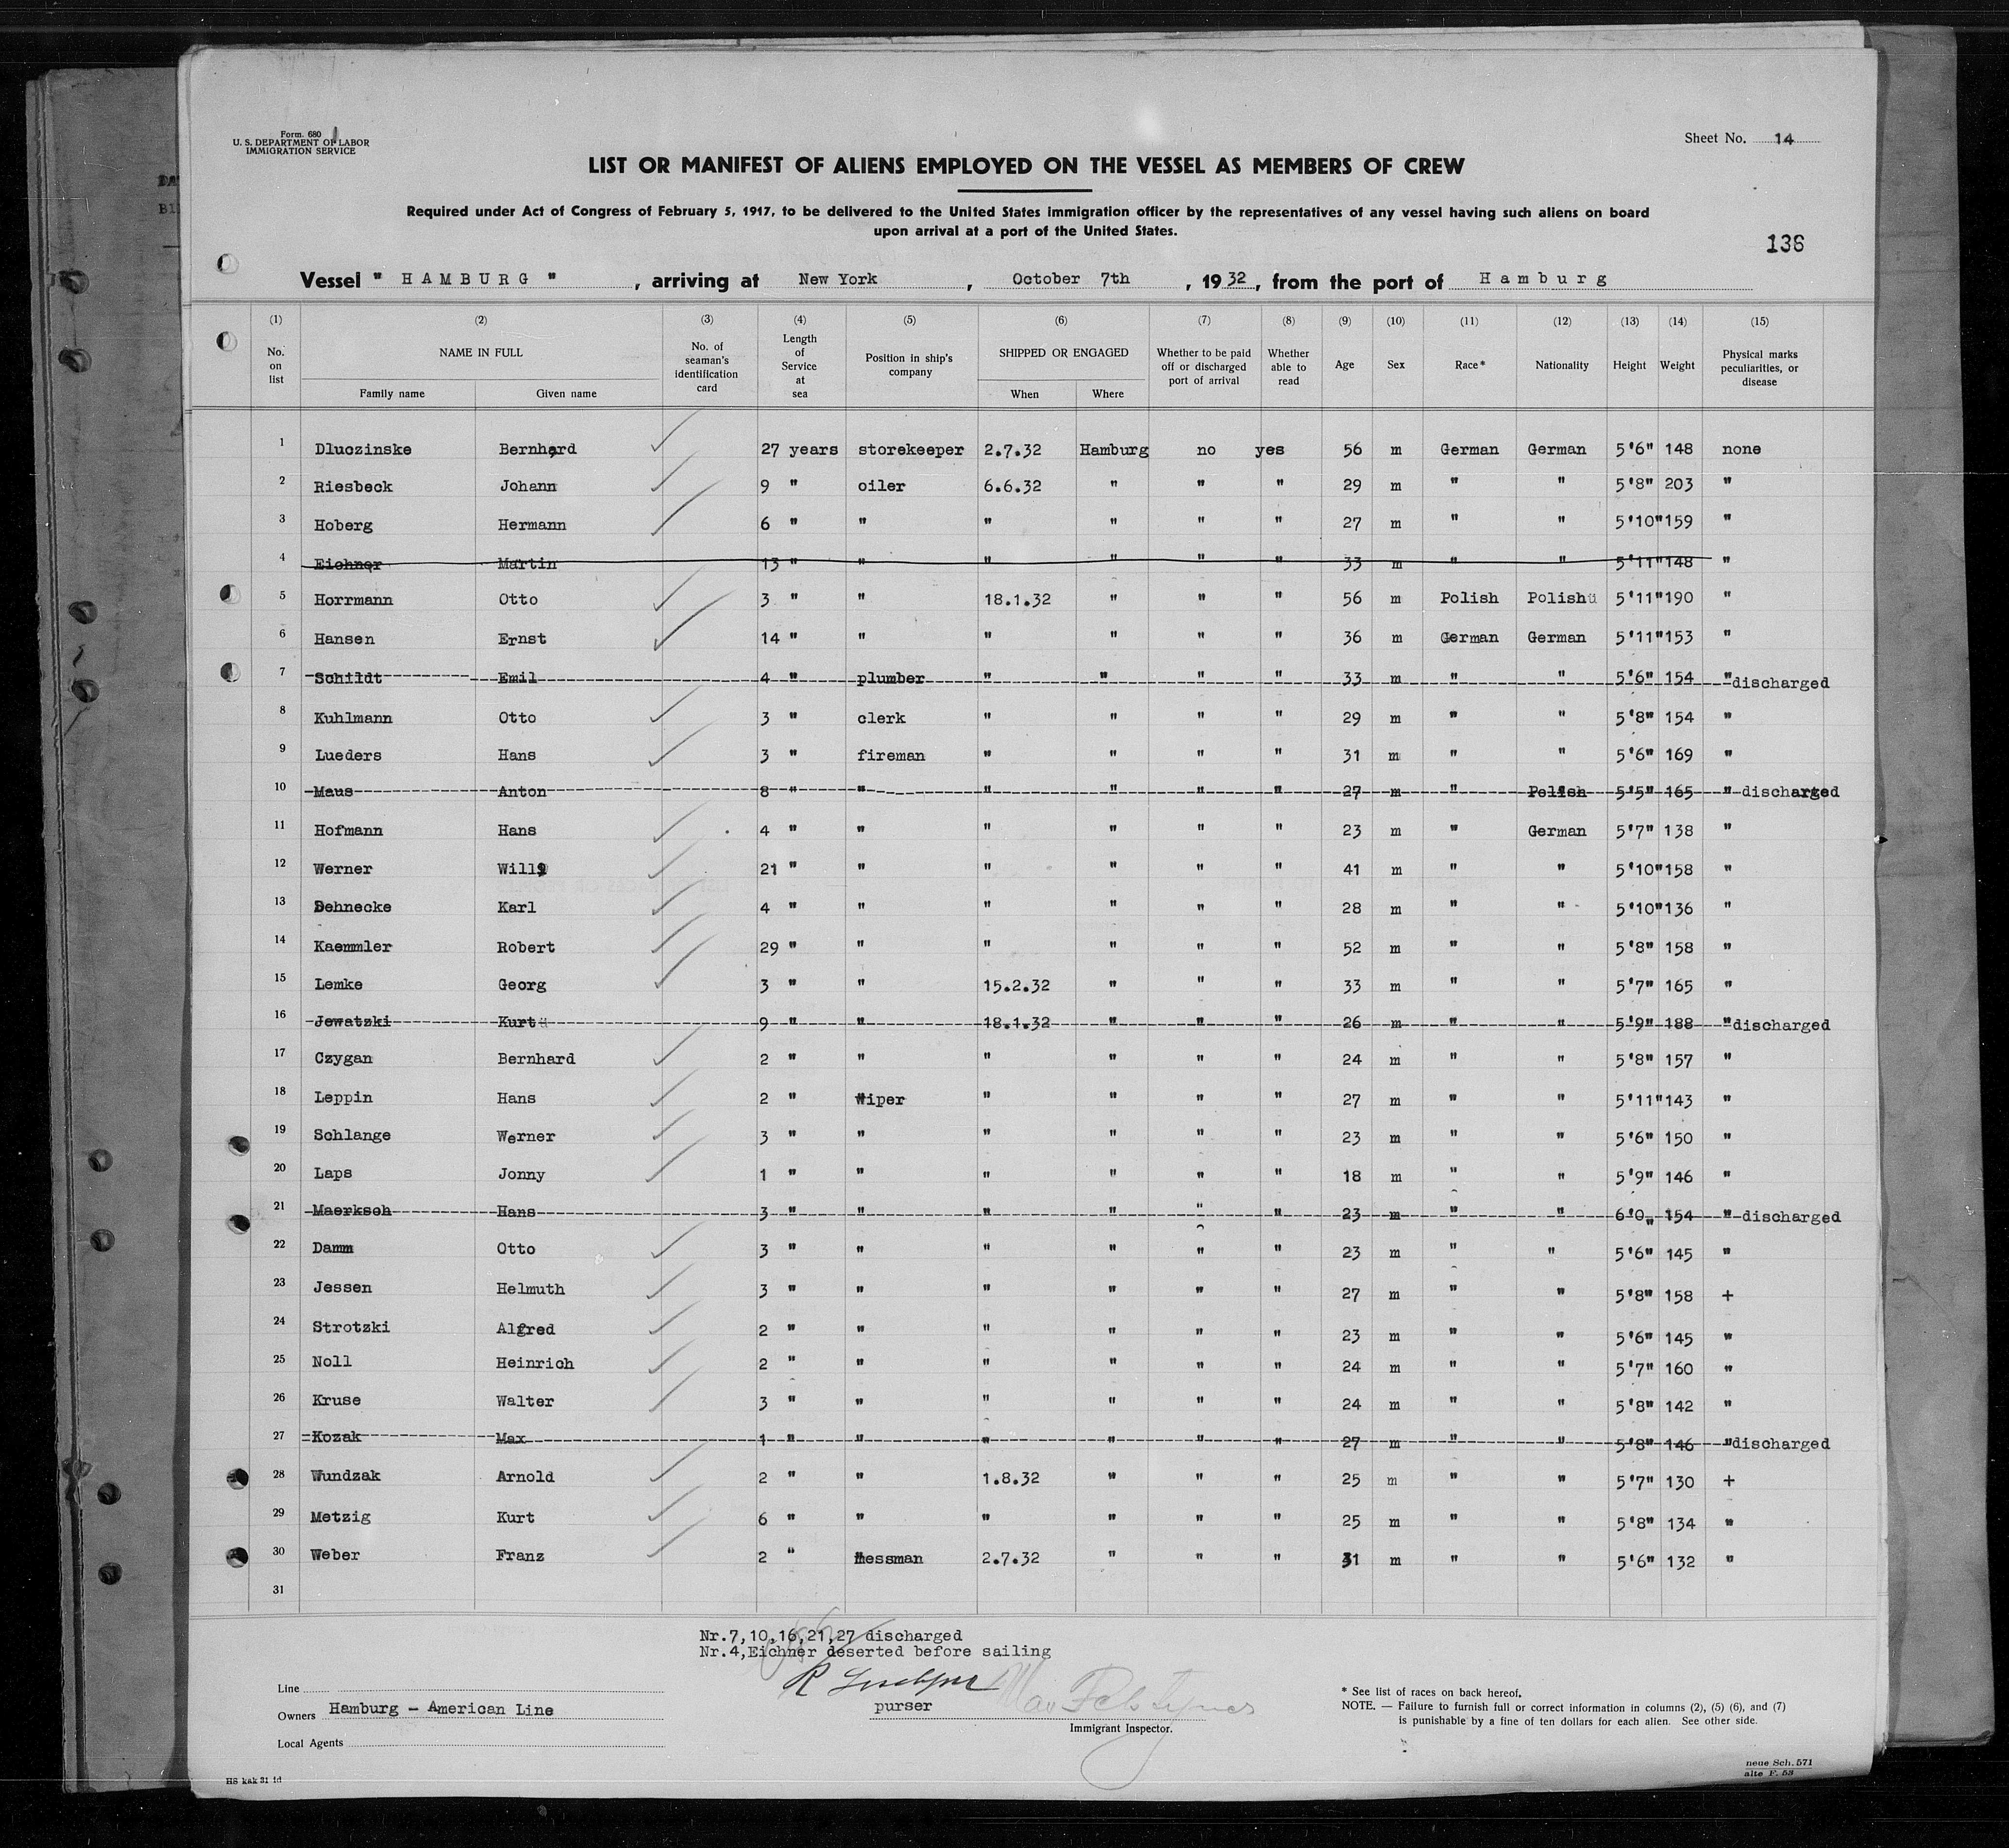 Form. 680
U. S. DEPARTMENT OF LABOR
IMMIGRATION SERVICE
Sheet No. 14
LIST OR MANIFEST OF ALIENS EMPLOYED ON THE VESSEL AS MEMBERS OF CREW
Required under Act of Congress of February 5, 1917, to be delivered to the United States immigration officer by the representatives of any vessel having such aliens on board
upon arrival at a port of the United States.
136
Vessel " HAMBURG " , arriving at New York , October 7th , 1932, from the port of Hamburg
(1) (2) (3) (4) (5) (6) (7) (8) (9) (10) (11) (12) (13) (14) (15)
No. on list NAME IN FULL Family name Given name No. of seaman's identification card Length of Service at sea Position in ship's company SHIPPED OR ENGAGED When Where Whether to be paid off or discharged port of arrival Whether able to read Age Sex Race* Nationality Height Weight Physical marks peculiarities, or disease
1 Dluczinske Bernhard 27 years storekeeper 2.7.32 Hamburg no yes 56 m German German 5'6" 148 none
2 Riesbeck Johann 9 " oiler 6.6.32 " " " 29 m " " 5'8" 203 "
3 Hoberg Hermann 6 " " " " " " 27 m " " 5'10" 159 "
4 Eichner Martin 13 " " " " " " 33 m " " 5'11" 148 "
5 Horrmann Otto 3 " " 18.1.32 " " " 56 m Polish Polish 5'11" 190 "
6 Hansen Ernst 14 " " " " " " 36 m German German 5'11" 153 "
7 Schildt Emil 4 " plumber " " " " 33 m " " 5'6" 154 " discharged
8 Kuhlmann Otto 3 " clerk " " " " 29 m " " 5'8" 154 "
9 Lueders Hans 3 " fireman " " " " 31 m " " 5'6" 169 "
10 Maus Anton 8 " " " " " " 27 m " Polish 5'5" 165 " discharged
11 Hofmann Hans 4 " " " " " " 23 m " German 5'7" 138 "
12 Werner Willy 21 " " " " " " 41 m " " 5'10" 158 "
13 Dehnecke Karl 4 " " " " " " 28 m " " 5'10" 136 "
14 Kaemmler Robert 29 " " " " " " 52 m " " 5'8" 158 "
15 Lemke Georg 3 " " 15.2.32 " " " 33 m " " 5'7" 165 "
16 Jewatzki Kurt 9 " " 18.1.32 " " " 26 m " " 5'9" 188 " discharged
17 Czygan Bernhard 2 " " " " " " 24 m " " 5'8" 157 "
18 Leppin Hans 2 " wiper " " " " 27 m " " 5'11" 143 "
19 Schlange Werner 3 " " " " " " 23 m " " 5'6" 150 "
20 Laps Jonny 1 " " " " " " 18 m " " 5'9" 146 "
21 Maerksch Hans 3 " " " " " " 23 m " " 6'0" 154 " discharged
22 Damm Otto 3 " " " " " " 23 m " " 5'6" 145 "
23 Jessen Helmuth 3 " " " " " " 27 m " " 5'8" 158 +
24 Strotzki Alfred 2 " " " " " " 23 m " " 5'6" 145 "
25 Noll Heinrich 2 " " " " " " 24 m " " 5'7" 160 "
26 Kruse Walter 3 " " " " " " 24 m " " 5'8" 142 "
27 Kozak Max 1 " " " " " " 27 m " " 5'8" 146 " discharged
28 Wundzak Arnold 2 " " 1.8.32 " " " 25 m " " 5'7" 130 +
29 Metzig Kurt 6 " " " " " " 25 m " " 5'8" 134 "
30 Weber Franz 2 " messman 2.7.32 " " " 31 m " " 5'6" 132 "
31
Nr.7,10,16,21,27 discharged
Nr.4,Eichner deserted before sailing
Line
Owners Hamburg - American Line
Local Agents
purser
Immigrant Inspector.
* See list of races on back hereof.
NOTE. — Failure to furnish full or correct information in columns (2), (5) (6), and (7)
is punishable by a fine of ten dollars for each alien. See other side.
HS kak 31 1d
neue Sch. 571
alte F. 53